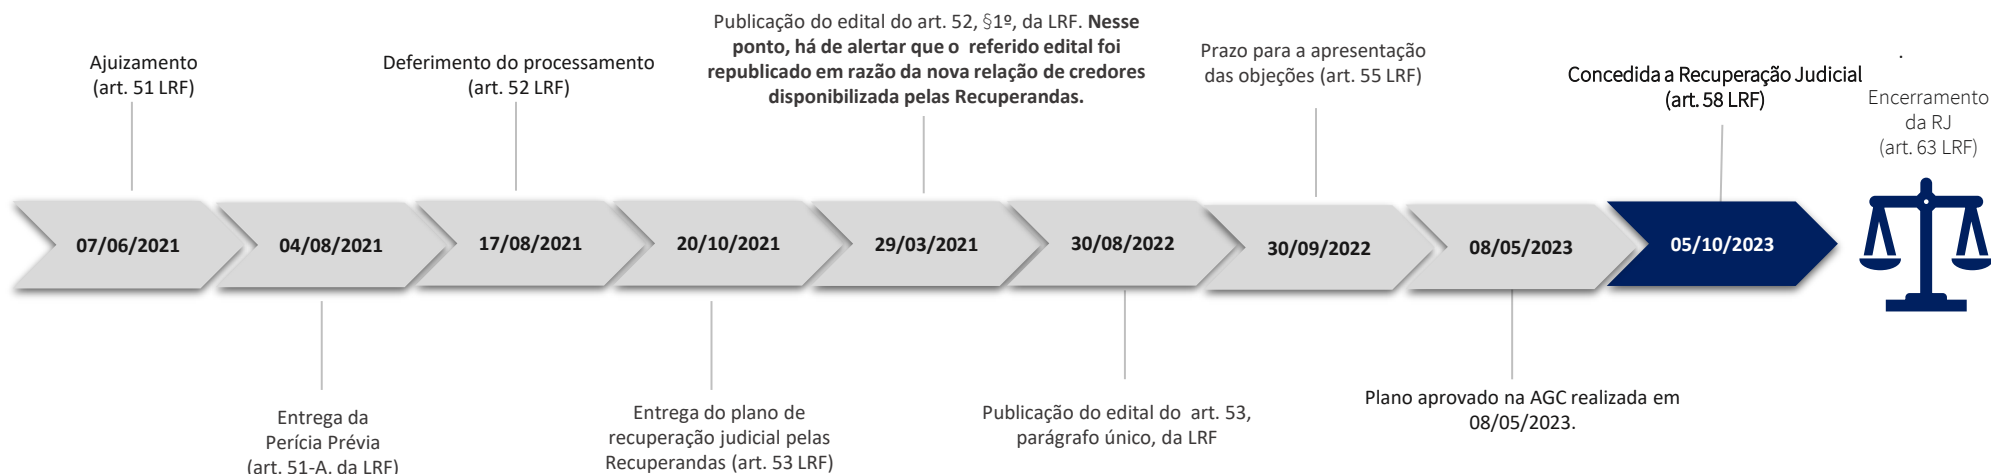 Publicação do edital do art. 52, §1º, da LRF. Nesse
ponto, há de alertar que o referido edital foi
republicado em razão da nova relação de credores
disponibilizada pelas Recuperandas.
Ajuizamento
(art. 51 LRF)
Deferimento do processamento
(art. 52 LRF)
Prazo para a apresentação
das objeções (art. 55 LRF)
.
Concedida a Recuperação Judicial
(art. 58 LRF)
Encerramento
da RJ
(art. 63 LRF)
07/06/2021
04/08/2021
17/08/2021
20/10/2021
29/03/2021
30/08/2022
30/09/2022
08/05/2023
05/10/2023
Entrega da
Perícia Prévia
(art. 51-A. da LRF)
Entrega do plano de
recuperação judicial pelas
Recuperandas (art. 53 LRF)
Publicação do edital do art. 53,
parágrafo único, da LRF
Plano aprovado na AGC realizada em
08/05/2023.